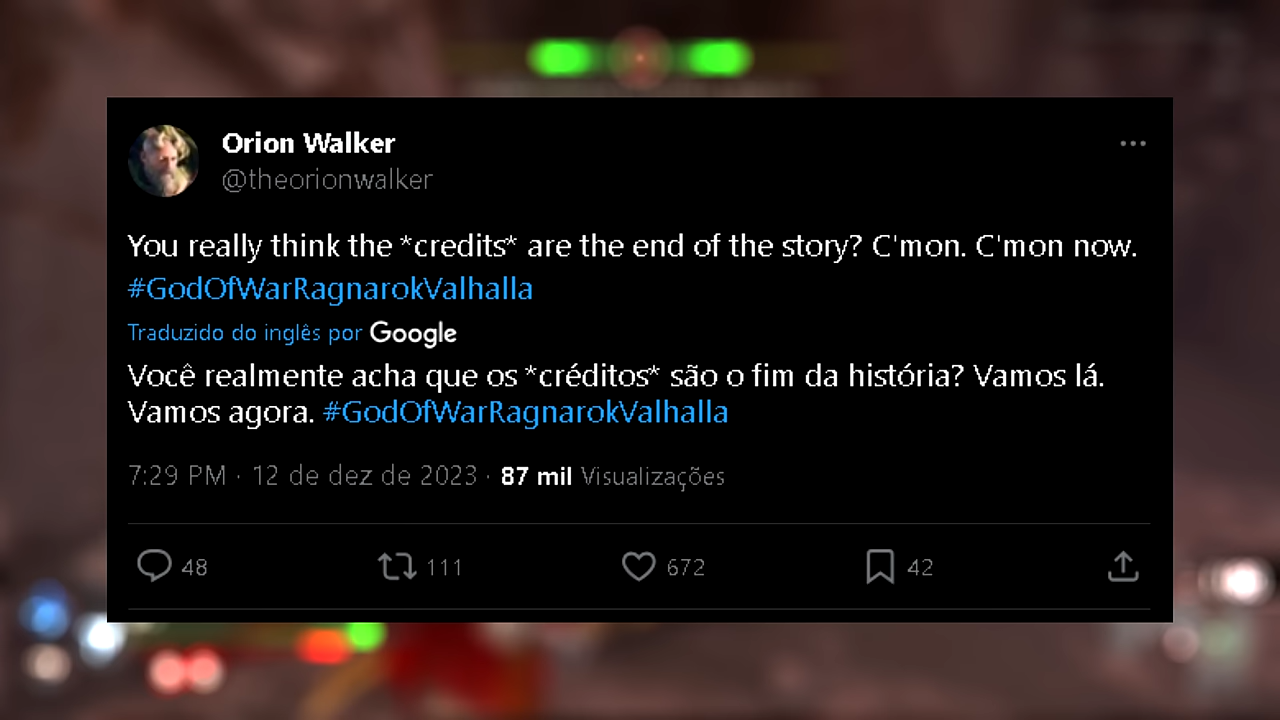 Orion Walker
@theorionwalker
You really think the *credits* are the end of the story? C'mon. C'mon now.
#GodOfWarRagnarokValhalla
Traduzido do inglês por Google
Você realmente acha que os *créditos* são o fim da história? Vamos lá.
Vamos agora. #GodOfWarRagnarokValhalla
7:29 PM · 12 de dez de 2023 · 87 mil Visualizações
48 111 672 42